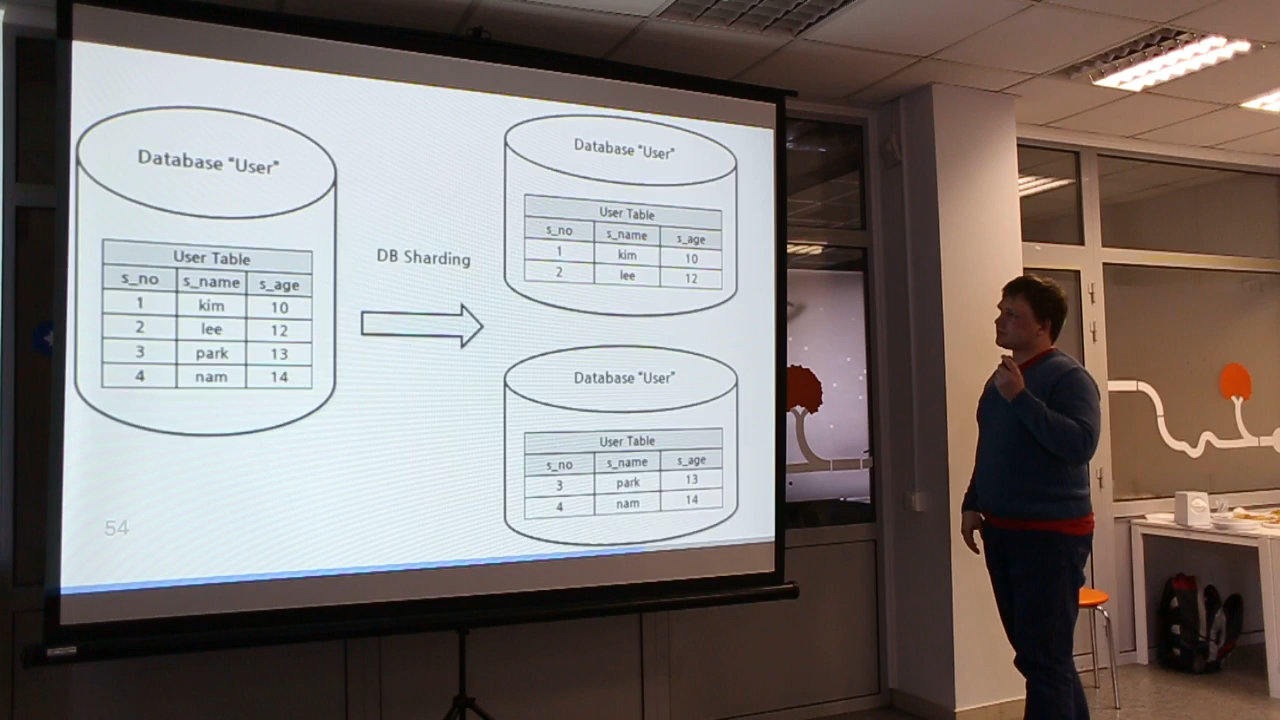 Database “User”
User Table
s_no s_name s_age
1 kim 10
2 lee 12
3 park 13
4 nam 14
DB Sharding
Database “User”
User Table
s_no s_name s_age
1 kim 10
2 lee 12
Database “User”
User Table
s_no s_name s_age
3 park 13
4 nam 14
54